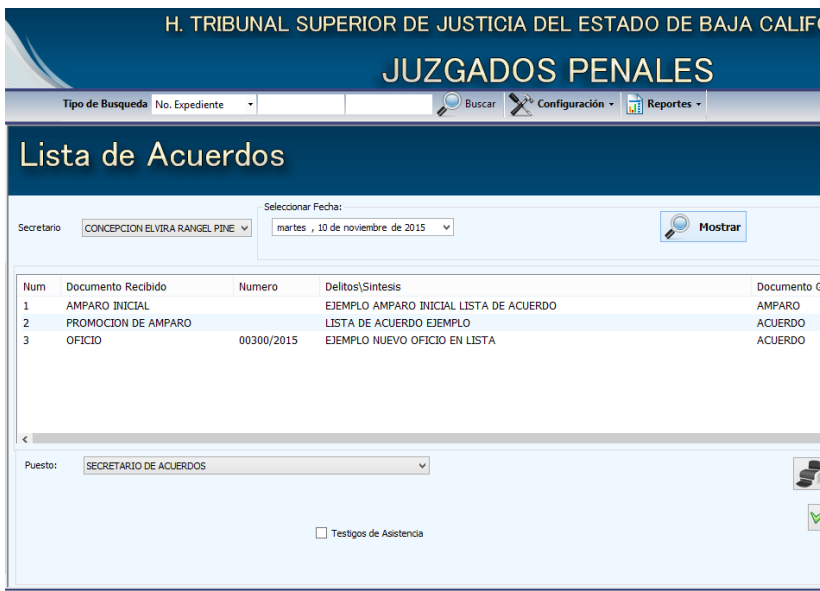 H. TRIBUNAL SUPERIOR DE JUSTICIA DEL ESTADO DE BAJA CALIF
JUZGADOS PENALES
Tipo de Busqueda No. Expediente Buscar Configuración Reportes
Lista de Acuerdos
Seleccionar Fecha:
Secretario CONCEPCION ELVIRA RANGEL PINE martes , 10 de noviembre de 2015 Mostrar
Num Documento Recibido Numero Delitos\Sintesis Documento G
1 AMPARO INICIAL EJEMPLO AMPARO INICIAL LISTA DE ACUERDO AMPARO
2 PROMOCION DE AMPARO LISTA DE ACUERDO EJEMPLO ACUERDO
3 OFICIO 00300/2015 EJEMPLO NUEVO OFICIO EN LISTA ACUERDO
Puesto: SECRETARIO DE ACUERDOS
Testigos de Asistencia